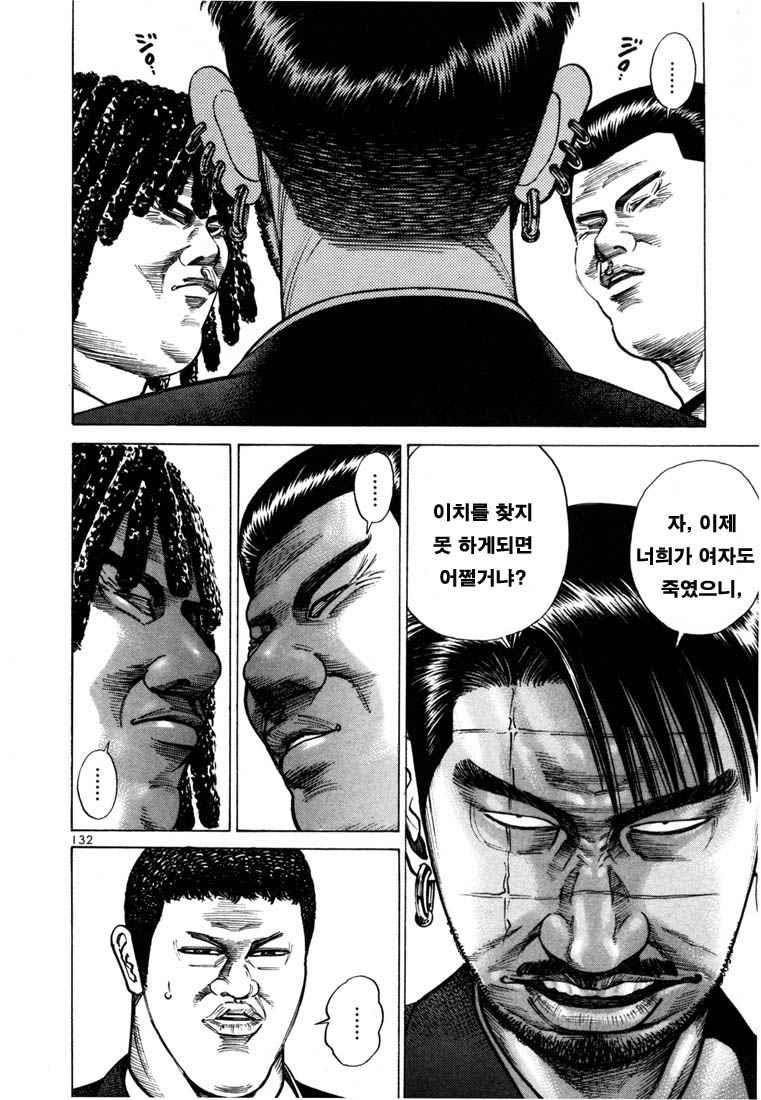 ジロ。
ジロ。
……
자, 이제
너희가 여자도
죽였으니,
이치를 찾지
못 하게되면
어쩔거냐?
……
……
132
……